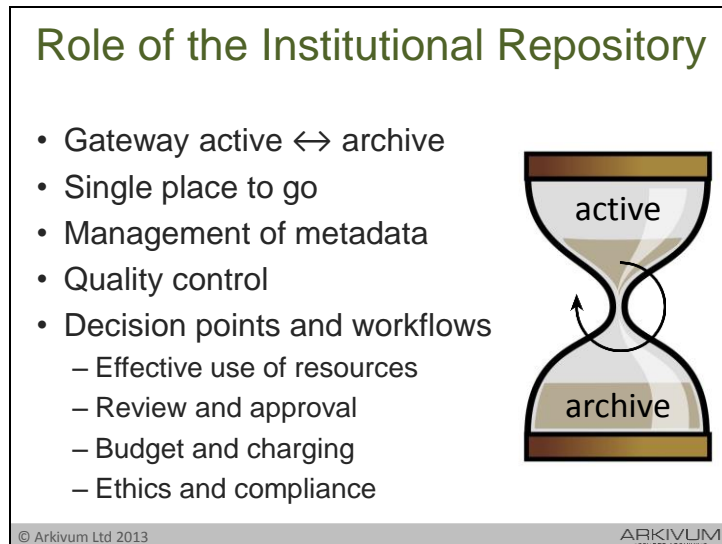 Role of the Institutional Repository
• Gateway active ↔ archive
• Single place to go
• Management of metadata
• Quality control
• Decision points and workflows
– Effective use of resources
– Review and approval
– Budget and charging
– Ethics and compliance
active
archive
© Arkivum Ltd 2013
ARKIVUM